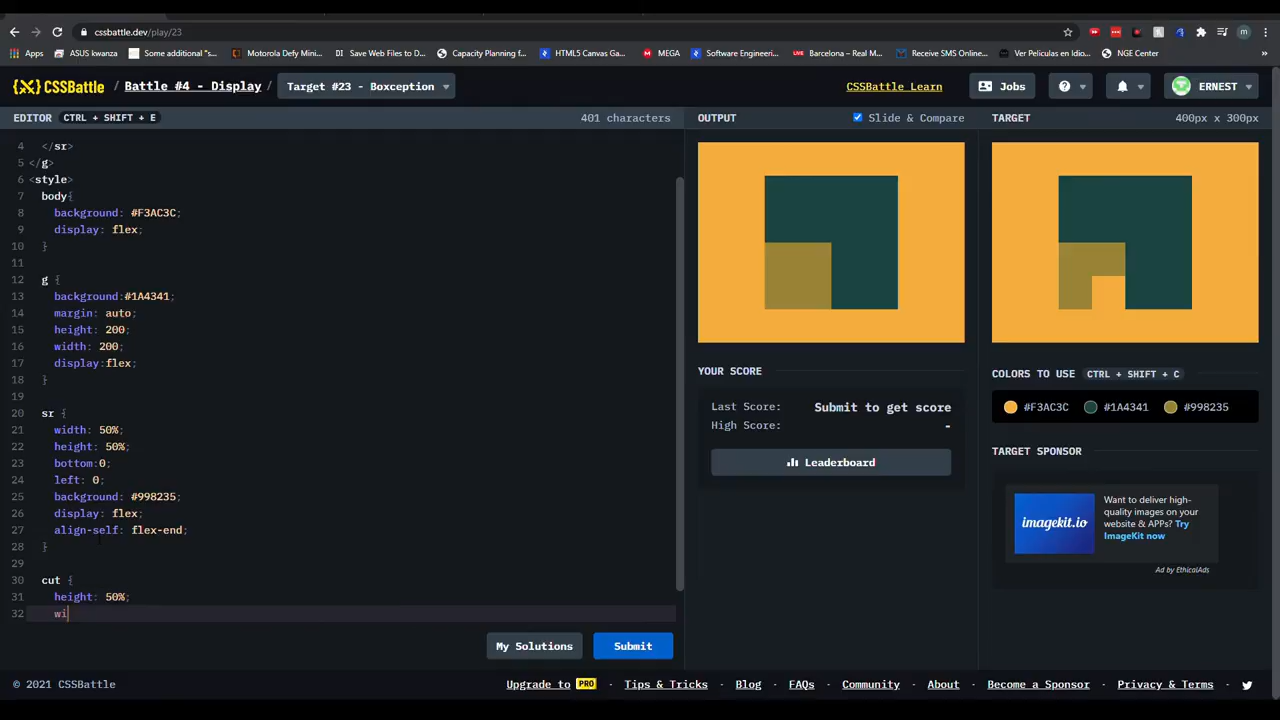 cssbattle.dev/play/23
m
Apps ASUS kwanza Some additional "s... Motorola Defy Mini... DI Save Web Files to D... Capacity Planning f... HTML5 Canvas Ga... MEGA Software Engineeri... LIVE Barcelona – Real M... Receive SMS Online... Ver Peliculas en Idio... NGE Center »
{X} CSSBattle / Battle #4 - Display / Target #23 - Boxception CSSBattle Learn Jobs ERNEST
EDITOR CTRL + SHIFT + E 401 characters OUTPUT Slide & Compare TARGET 400px x 300px
4 </sr>
5 </g>
6 <style>
7 body{
8 background: #F3AC3C;
9 display: flex;
10 }
11
12 g {
13 background:#1A4341;
14 margin: auto;
15 height: 200;
16 width: 200;
17 display:flex;
18 }
19
20 sr {
21 width: 50%;
22 height: 50%;
23 bottom:0;
24 left: 0;
25 background: #998235;
26 display: flex;
27 align-self: flex-end;
28 }
29
30 cut {
31 height: 50%;
32 wi
My Solutions Submit
YOUR SCORE
Last Score: Submit to get score
High Score: -
Leaderboard
COLORS TO USE CTRL + SHIFT + C
#F3AC3C #1A4341 #998235
TARGET SPONSOR
imagekit.io
Want to deliver high-
quality images on your
website & APPs? Try
ImageKit now
Ad by EthicalAds
© 2021 CSSBattle Upgrade to PRO · Tips & Tricks · Blog · FAQs · Community · About · Become a Sponsor · Privacy & Terms ·